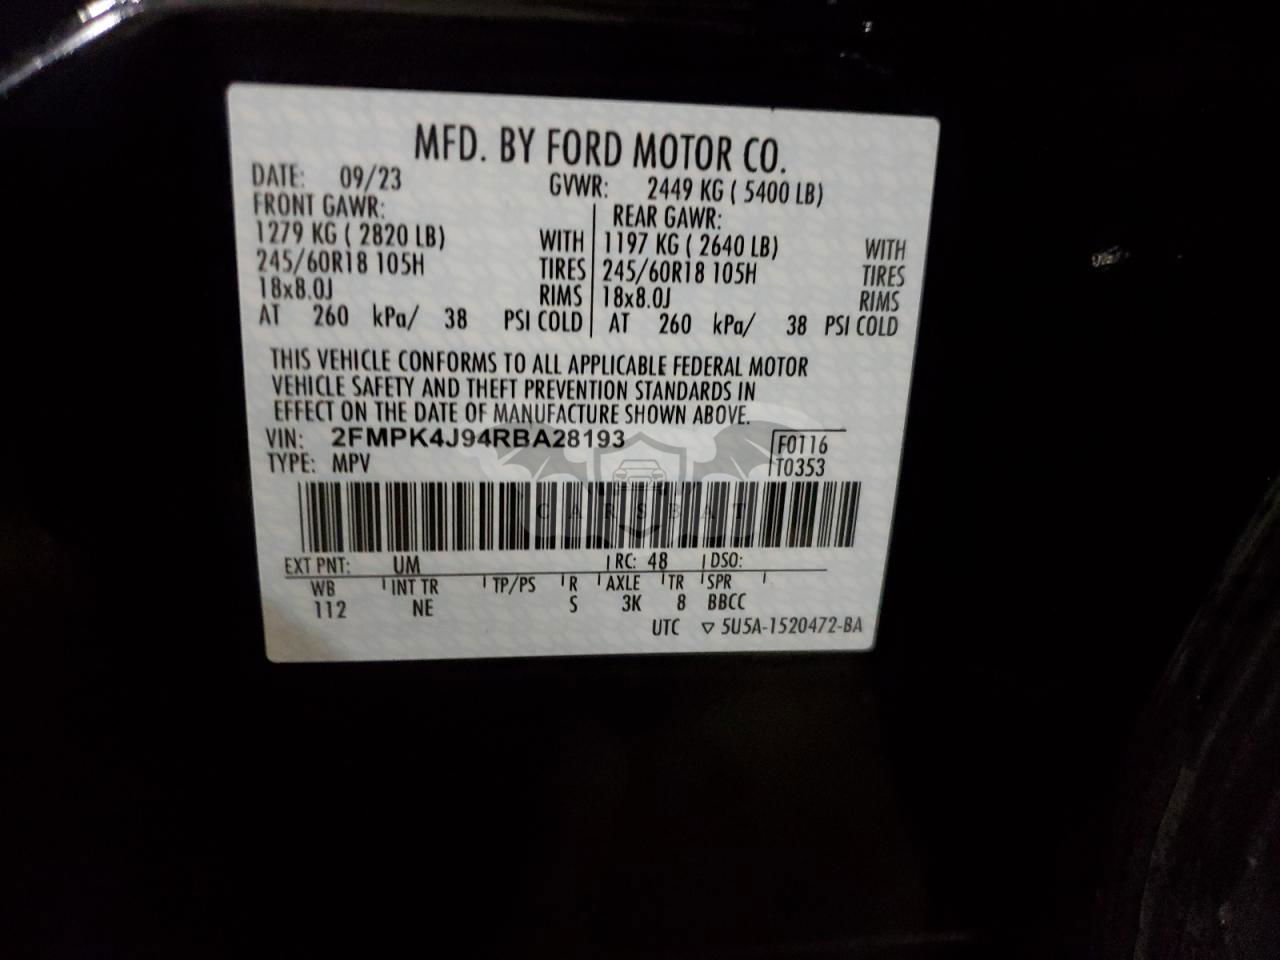 MFD. BY FORD MOTOR CO.
DATE: 09/23 GVWR: 2449 KG ( 5400 LB)
FRONT GAWR: REAR GAWR:
1279 KG ( 2820 LB) WITH 1197 KG ( 2640 LB) WITH
245/60R18 105H TIRES 245/60R18 105H TIRES
18x8.0J RIMS 18x8.0J RIMS
AT 260 kPa/ 38 PSI COLD AT 260 kPa/ 38 PSI COLD
THIS VEHICLE CONFORMS TO ALL APPLICABLE FEDERAL MOTOR
VEHICLE SAFETY AND THEFT PREVENTION STANDARDS IN
EFFECT ON THE DATE OF MANUFACTURE SHOWN ABOVE.
VIN: 2FMPK4J94RBA28193 F0116
TYPE: MPV T0353
CARSBAT
EXT PNT: UM RC: 48 DSO:
WB INT TR TP/PS R AXLE TR SPR
112 NE S 3K 8 BBCC
UTC ▽ 5U5A-1520472-BA